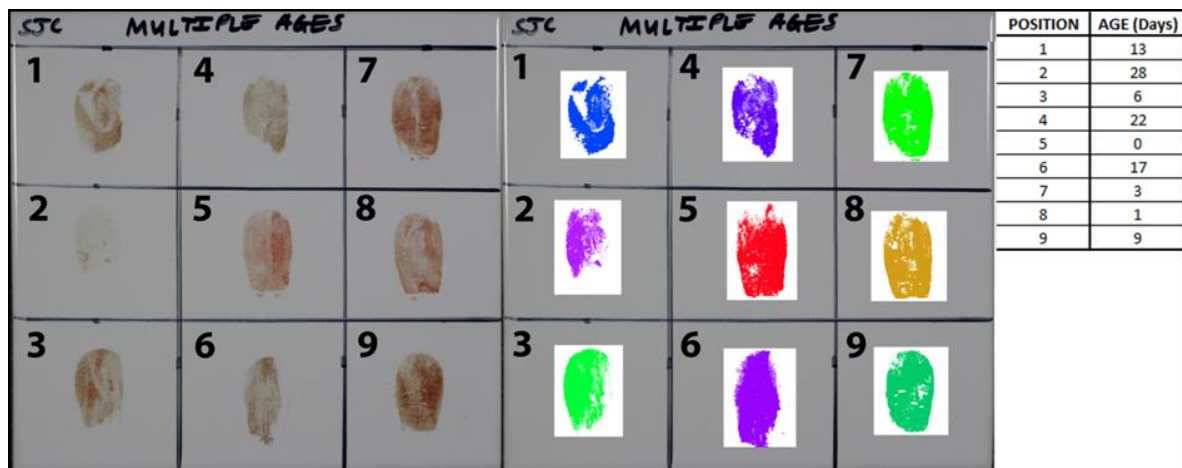 SJC MULTIPLE AGES
1 4 7
2 5 8
3 6 9
SJC MULTIPLE AGES
1 4 7
2 5 8
3 6 9
POSITION AGE (Days)
1 13
2 28
3 6
4 22
5 0
6 17
7 3
8 1
9 9